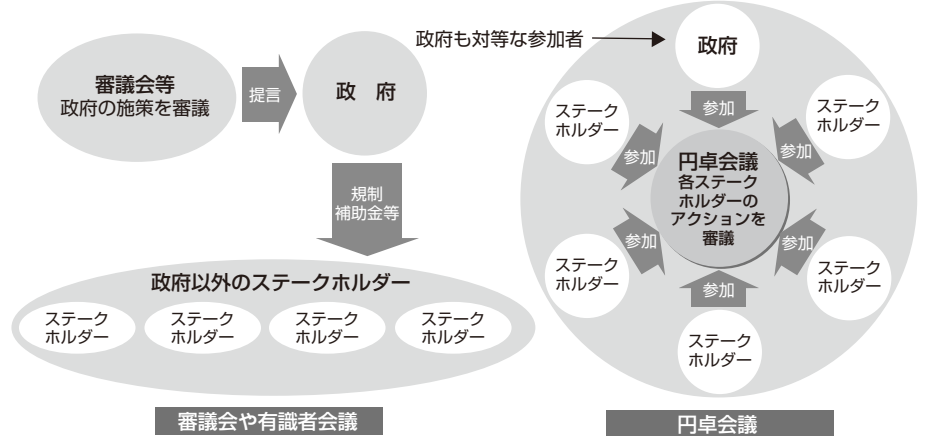 審議会等
政府の施策を審議
提言
政　府
規制
補助金等
政府以外のステークホルダー
ステーク
ホルダー
ステーク
ホルダー
ステーク
ホルダー
ステーク
ホルダー
審議会や有識者会議
政府も対等な参加者
政府
参加
ステーク
ホルダー
参加
ステーク
ホルダー
参加
円卓会議
各ステーク
ホルダーの
アクションを
審議
ステーク
ホルダー
参加
ステーク
ホルダー
参加
参加
ステーク
ホルダー
円卓会議